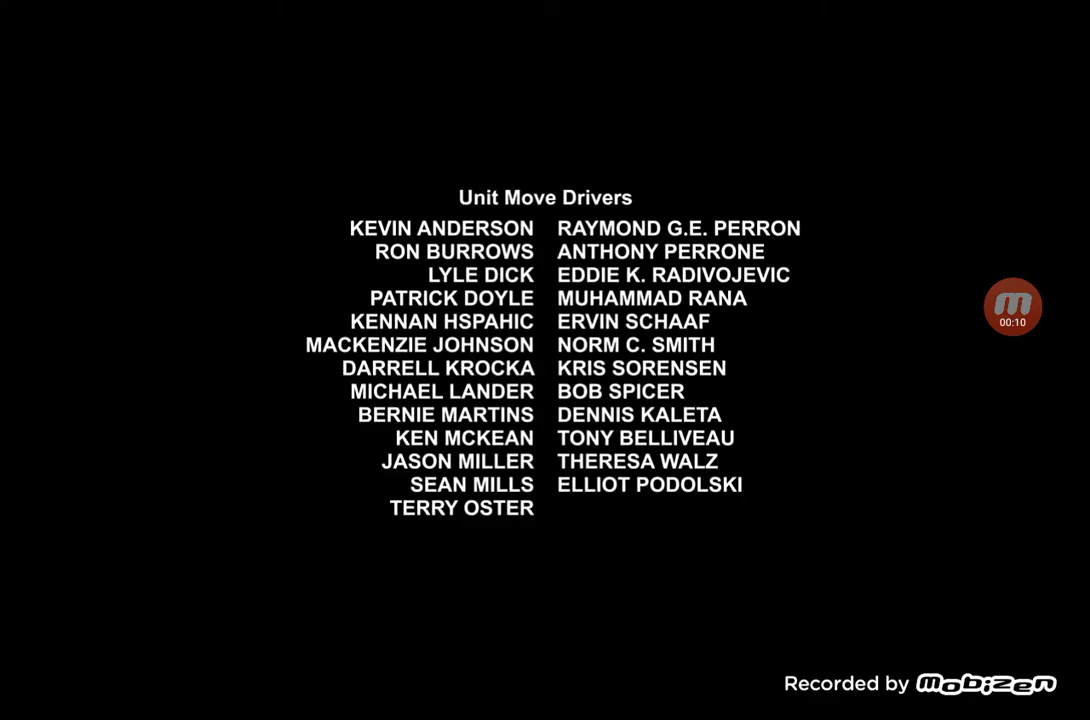 Unit Move Drivers
KEVIN ANDERSON RAYMOND G.E. PERRON
RON BURROWS ANTHONY PERRONE
LYLE DICK EDDIE K. RADIVOJEVIC
PATRICK DOYLE MUHAMMAD RANA
KENNAN HSPAHIC ERVIN SCHAAF
MACKENZIE JOHNSON NORM C. SMITH
DARRELL KROCKA KRIS SORENSEN
MICHAEL LANDER BOB SPICER
BERNIE MARTINS DENNIS KALETA
KEN MCKEAN TONY BELLIVEAU
JASON MILLER THERESA WALZ
SEAN MILLS ELLIOT PODOLSKI
TERRY OSTER
m
00:10
Recorded by mobizen